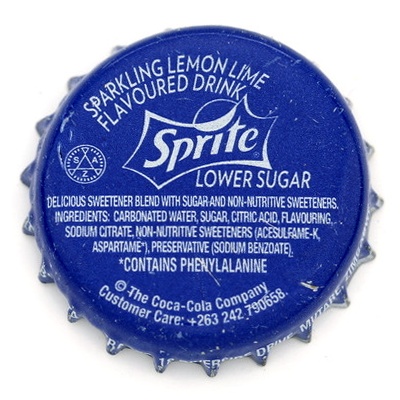 SPARKLING LEMON LIME
FLAVOURED DRINK
Sprite
LOWER SUGAR
S A Z
DELICIOUS SWEETENER BLEND WITH SUGAR AND NON-NUTRITIVE SWEETENERS.
INGREDIENTS: CARBONATED WATER, SUGAR, CITRIC ACID, FLAVOURING,
SODIUM CITRATE, NON-NUTRITIVE SWEETENERS (ACESULFAME-K,
ASPARTAME*), PRESERVATIVE (SODIUM BENZOATE).
*CONTAINS PHENYLALANINE
© The Coca-Cola Company.
Customer Care: +263 242 790658.
DRIVE MUTARE